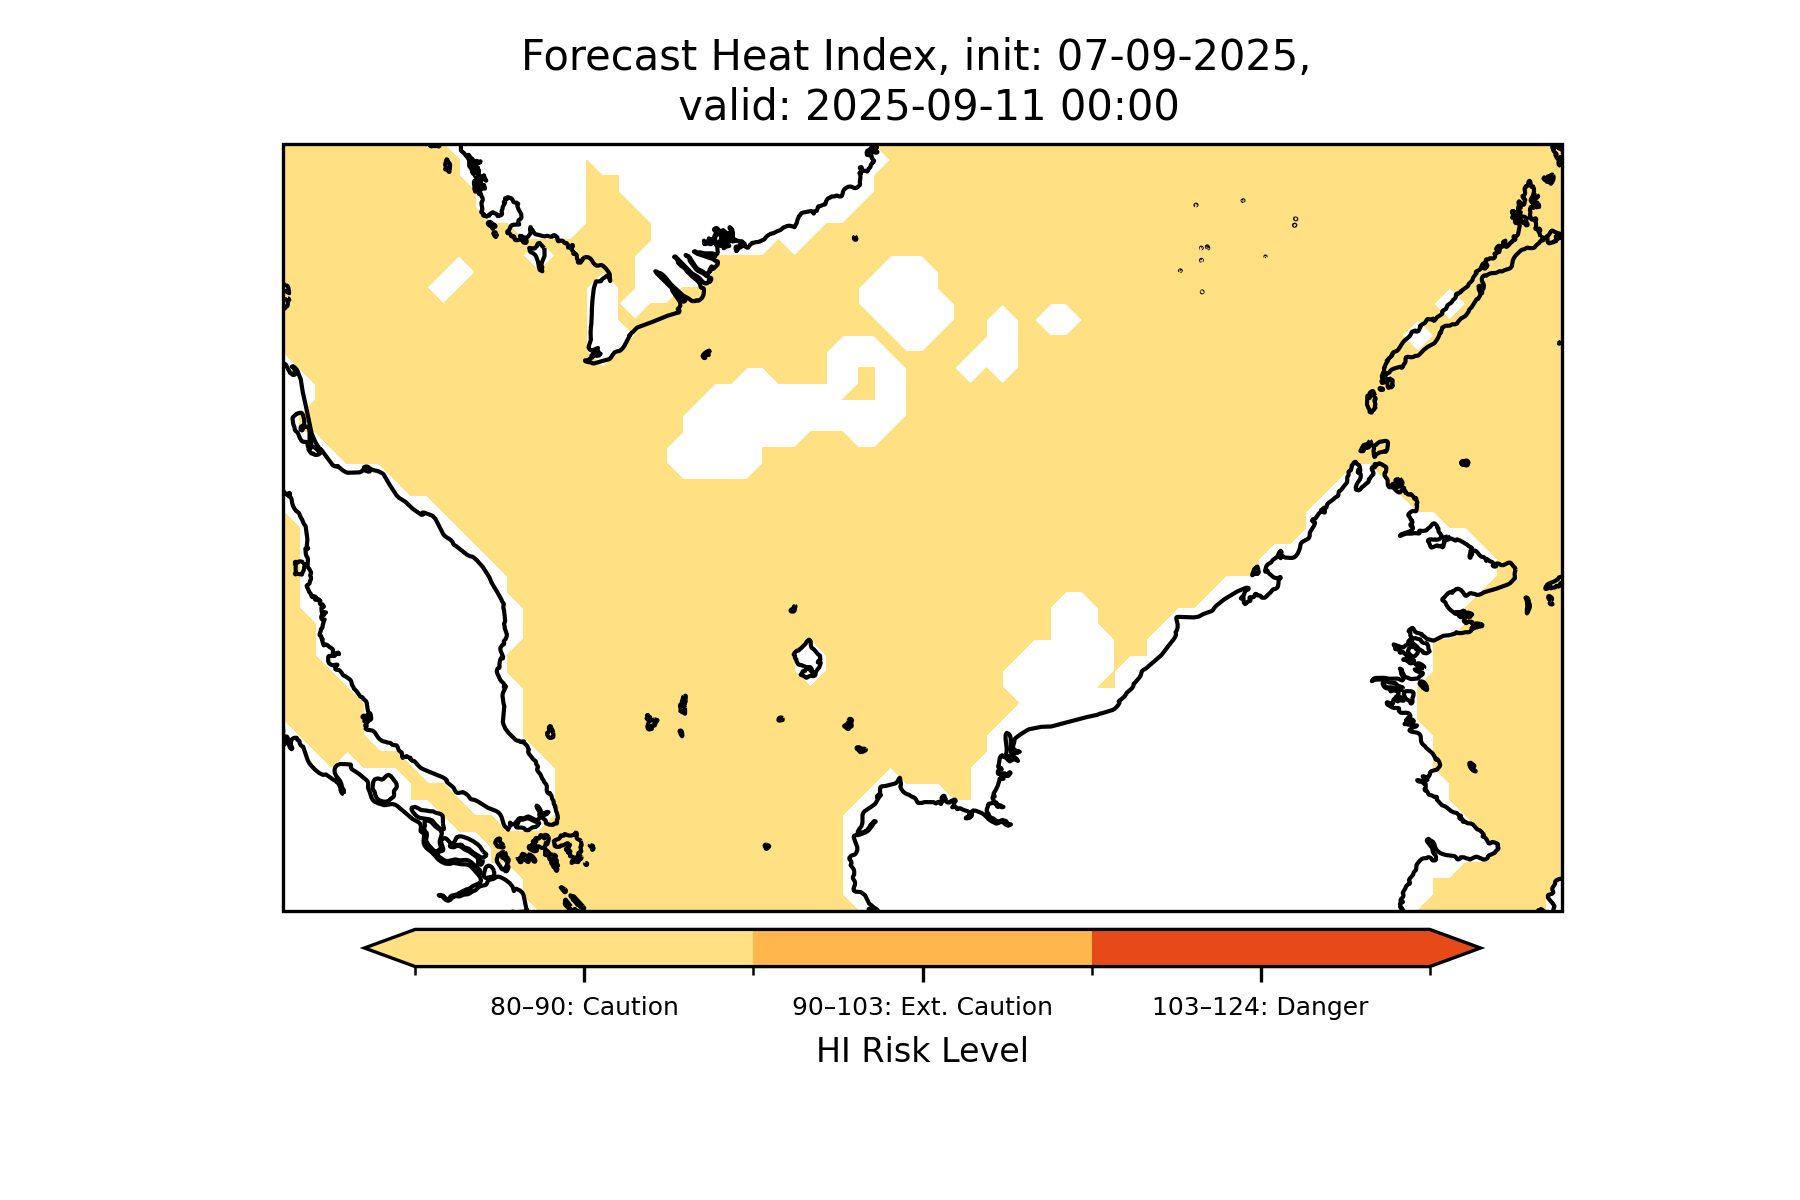 Forecast Heat Index, init: 07-09-2025,
valid: 2025-09-11 00:00
80–90: Caution
90–103: Ext. Caution
103–124: Danger
HI Risk Level